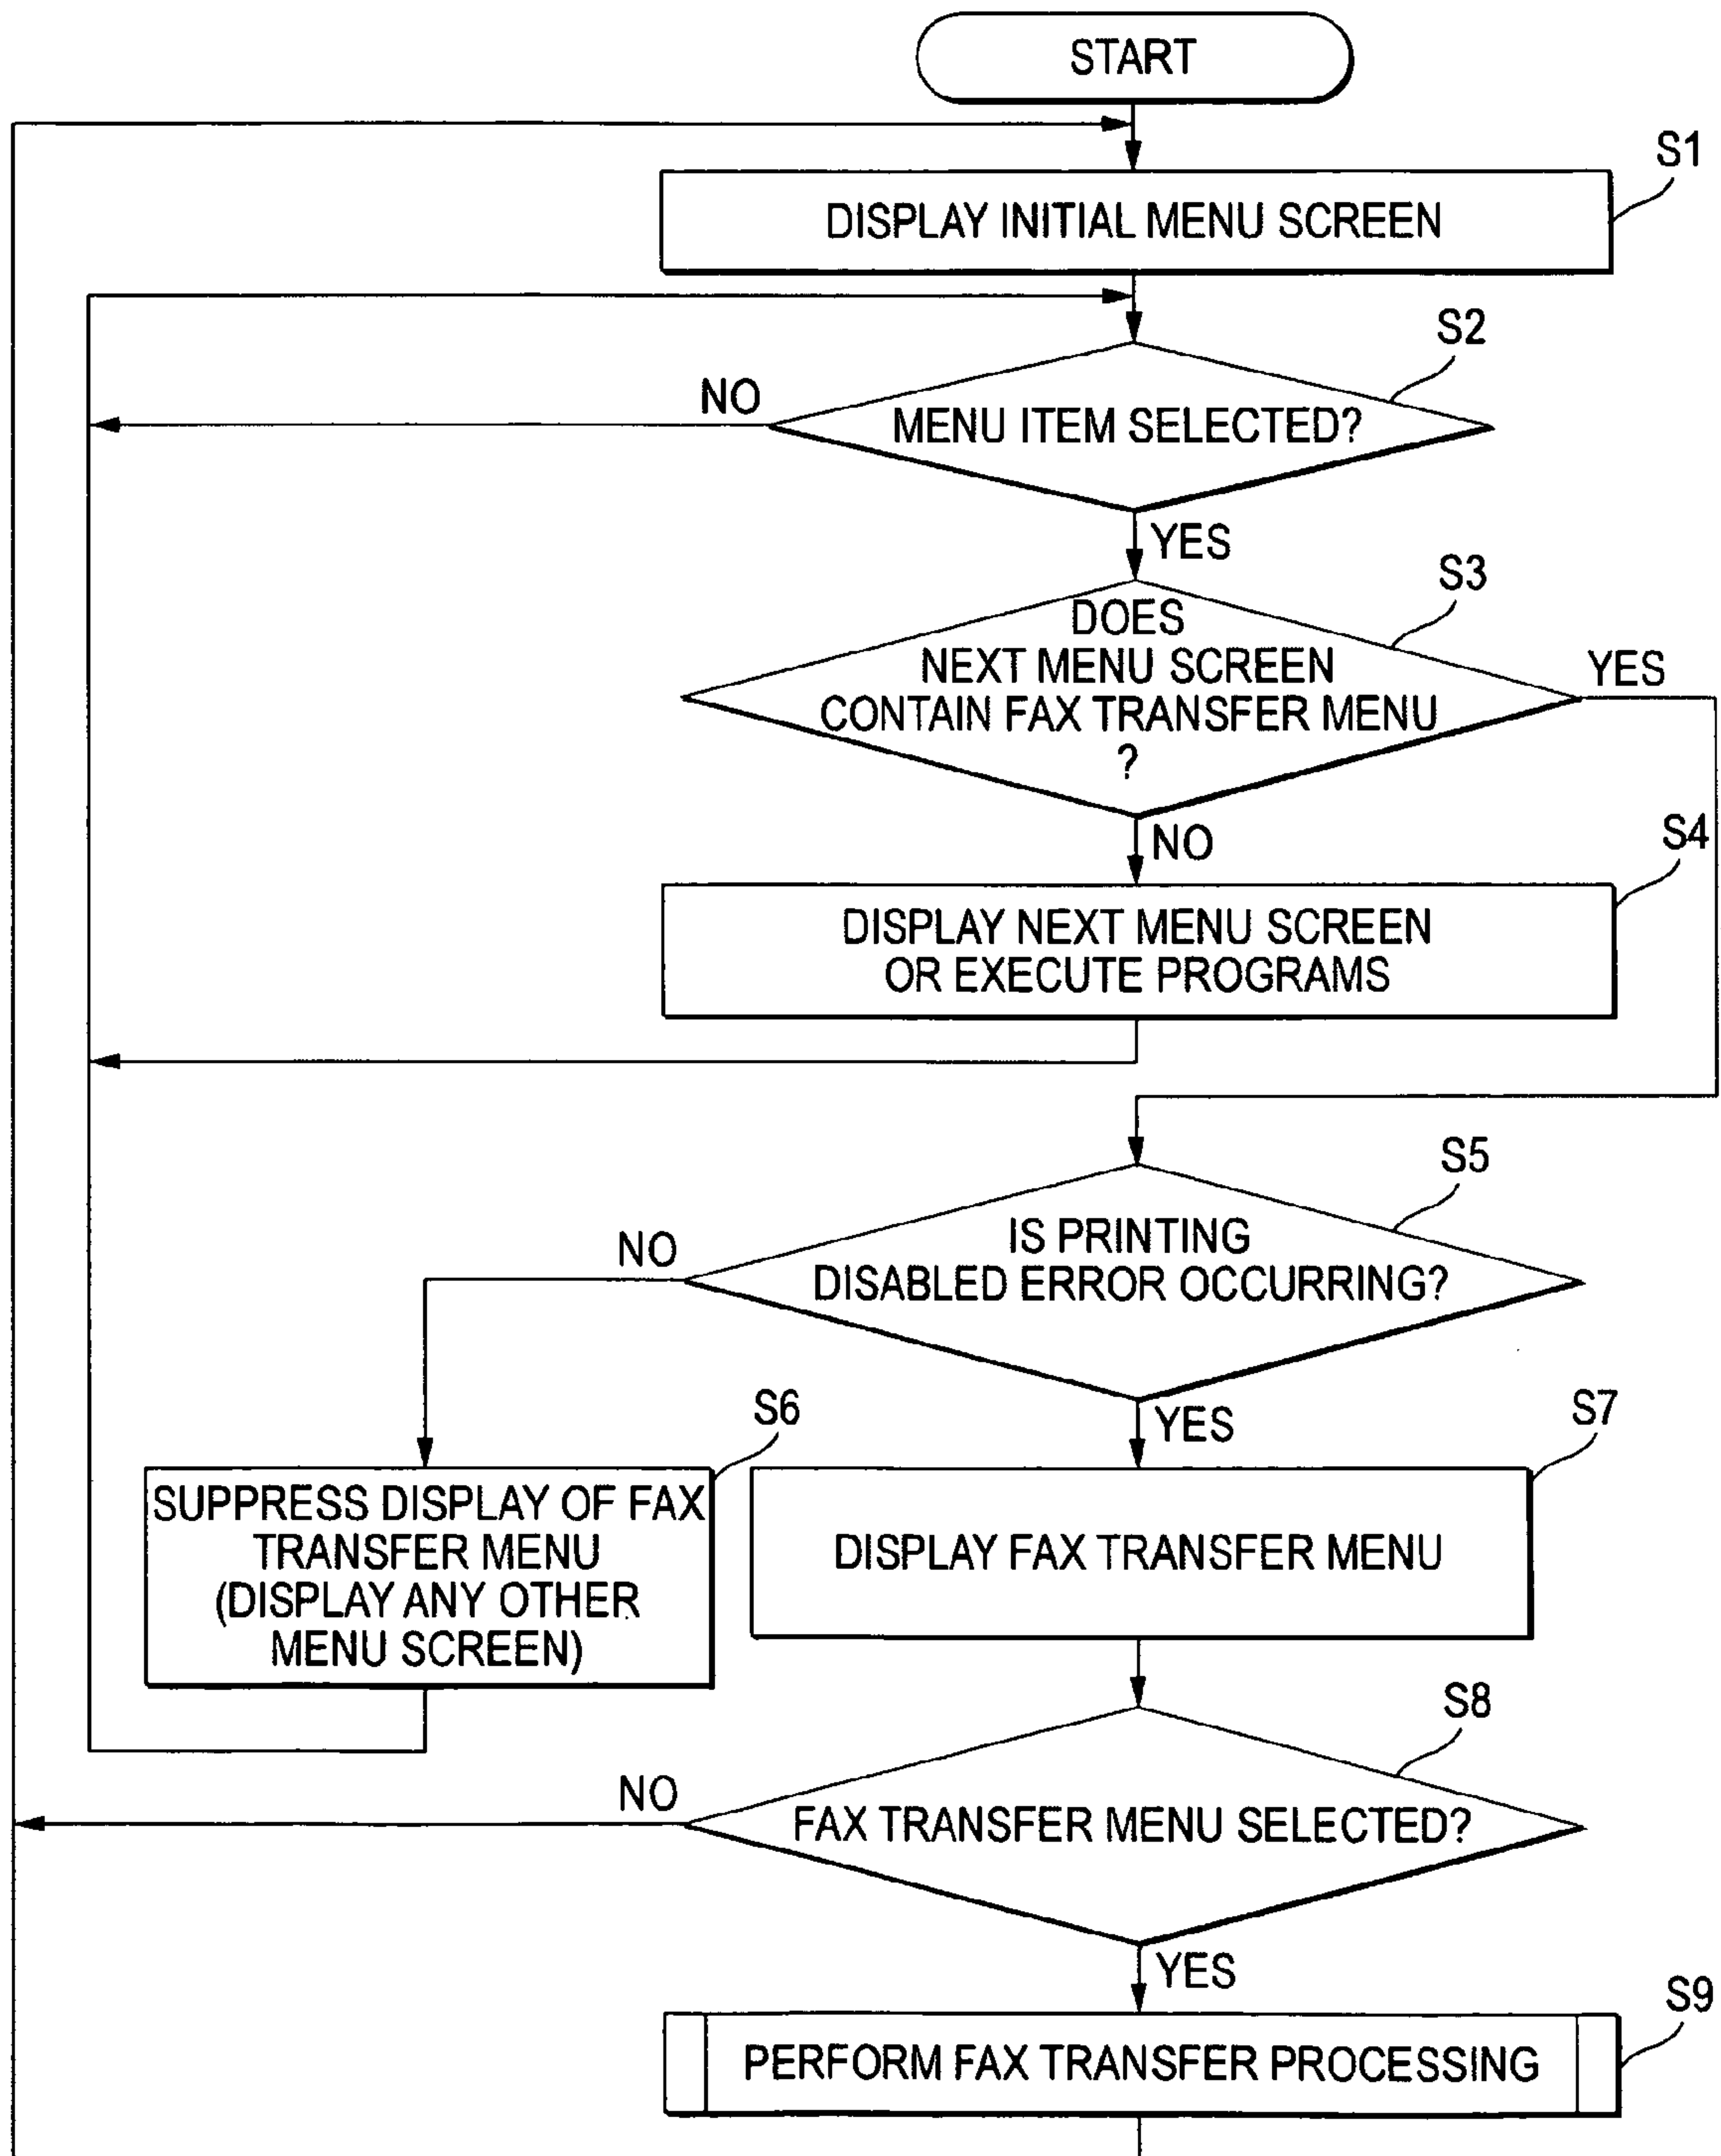 START
S1
DISPLAY INITIAL MENU SCREEN
S2
NO
MENU ITEM SELECTED?
YES
S3
DOES
NEXT MENU SCREEN
CONTAIN FAX TRANSFER MENU
?
YES
NO
S4
DISPLAY NEXT MENU SCREEN
OR EXECUTE PROGRAMS
S5
NO
IS PRINTING
DISABLED ERROR OCCURRING?
YES
S6
SUPPRESS DISPLAY OF FAX
TRANSFER MENU
(DISPLAY ANY OTHER
MENU SCREEN)
S7
DISPLAY FAX TRANSFER MENU
S8
NO
FAX TRANSFER MENU SELECTED?
YES
S9
PERFORM FAX TRANSFER PROCESSING